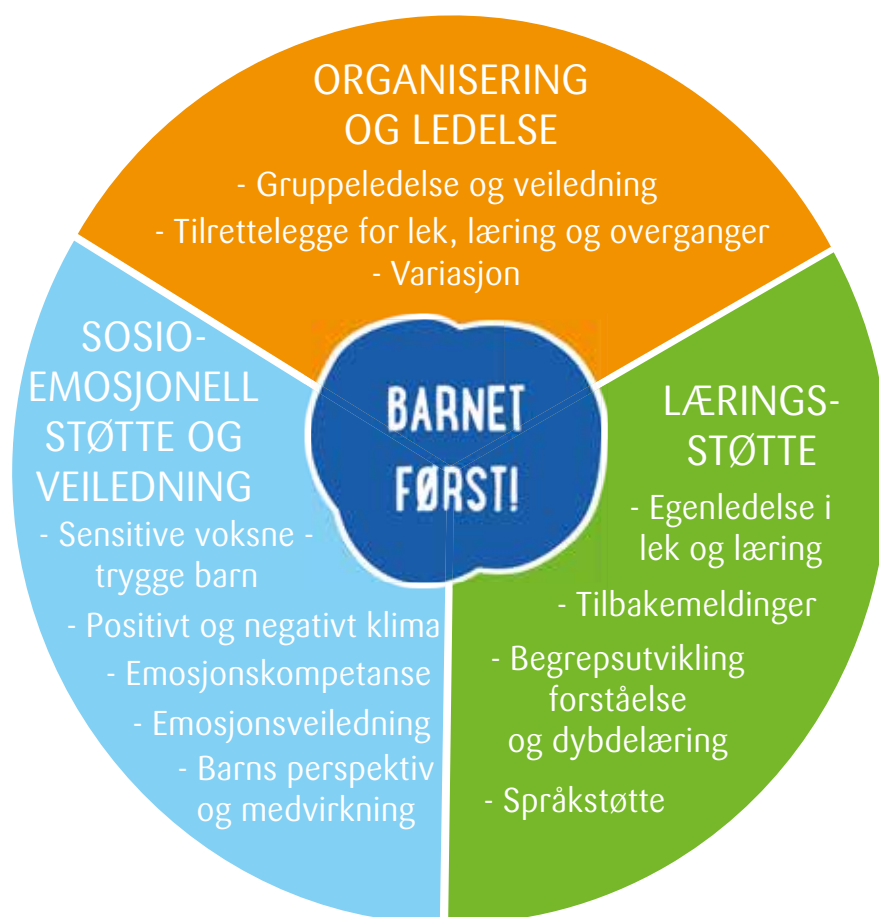 ORGANISERING
OG LEDELSE
- Gruppeledelse og veiledning
- Tilrettelegge for lek, læring og overganger
- Variasjon
SOSIO-
EMOSJONELL
STØTTE OG
VEILEDNING
- Sensitive voksne -
trygge barn
- Positivt og negativt klima
- Emosjonskompetanse
- Emosjonsveiledning
- Barns perspektiv
og medvirkning
BARNET
FØRST!
LÆRINGS-
STØTTE
- Egenledelse i
lek og læring
- Tilbakemeldinger
- Begrepsutvikling
forståelse
og dybdelæring
- Språkstøtte